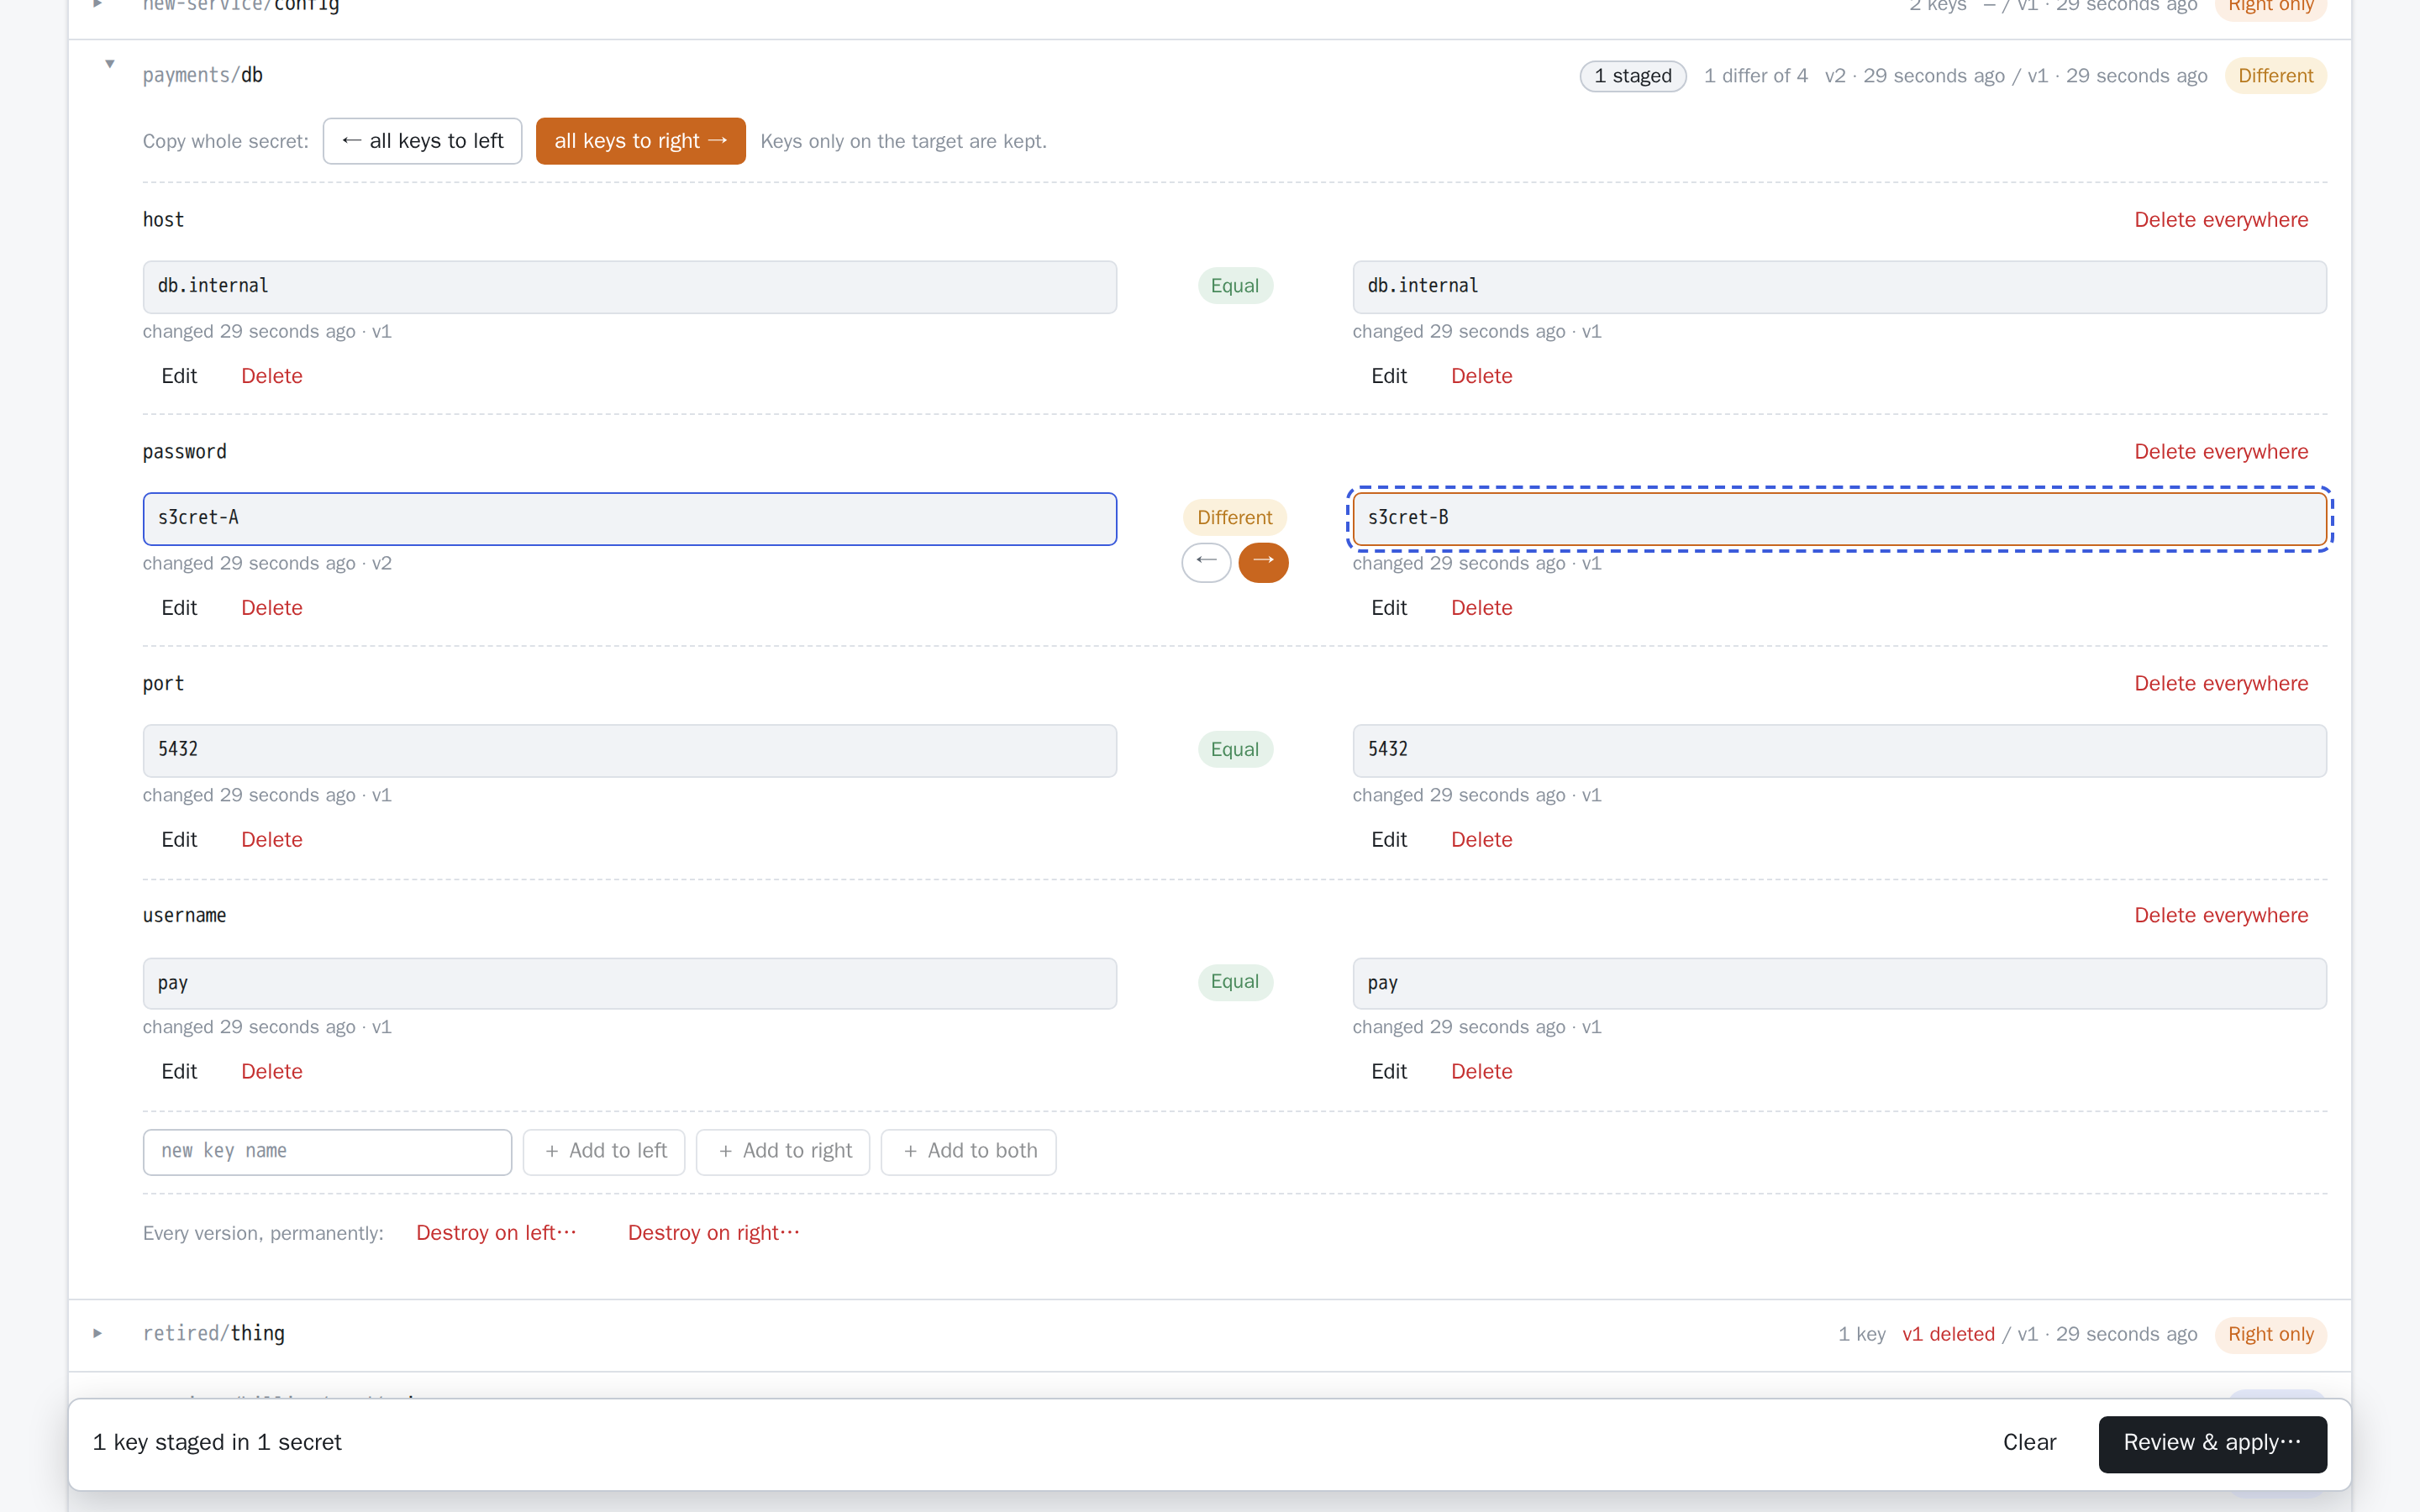 new-service/config 2 keys – / v1 · 29 seconds ago Right only
▼ payments/db 1 staged 1 differ of 4 v2 · 29 seconds ago / v1 · 29 seconds ago Different
Copy whole secret: ← all keys to left all keys to right → Keys only on the target are kept.
host Delete everywhere
db.internal Equal db.internal
changed 29 seconds ago · v1 changed 29 seconds ago · v1
Edit Delete Edit Delete
password Delete everywhere
s3cret-A Different s3cret-B
changed 29 seconds ago · v2 ← → changed 29 seconds ago · v1
Edit Delete Edit Delete
port Delete everywhere
5432 Equal 5432
changed 29 seconds ago · v1 changed 29 seconds ago · v1
Edit Delete Edit Delete
username Delete everywhere
pay Equal pay
changed 29 seconds ago · v1 changed 29 seconds ago · v1
Edit Delete Edit Delete
new key name + Add to left + Add to right + Add to both
Every version, permanently: Destroy on left⋯ Destroy on right⋯
▶ retired/thing 1 key v1 deleted / v1 · 29 seconds ago Right only
1 key staged in 1 secret Clear Review & apply⋯